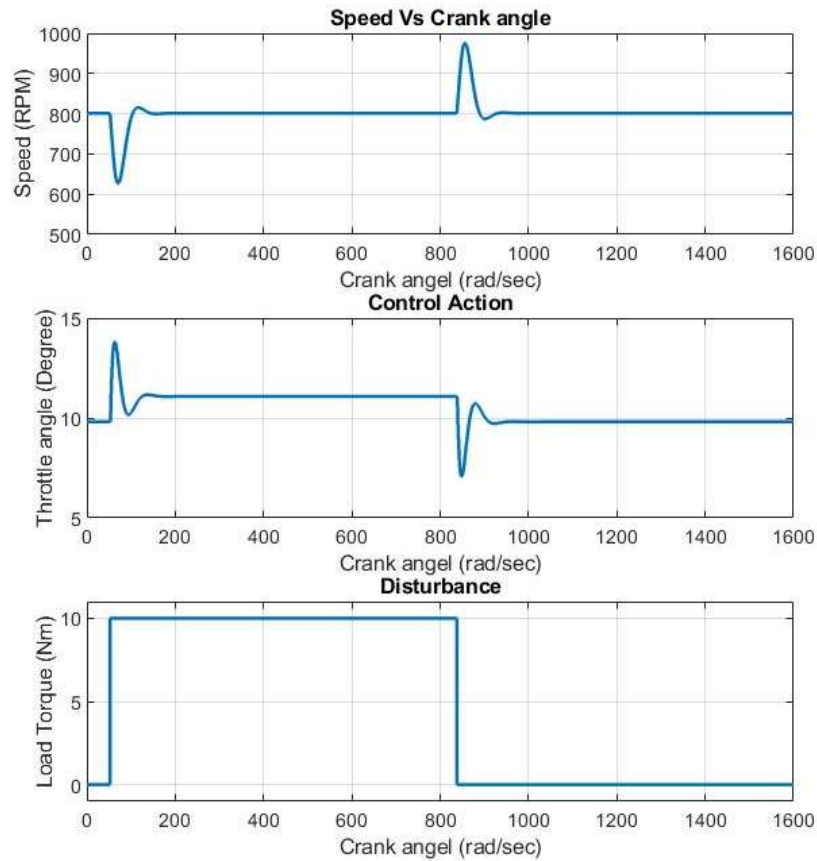 Speed Vs Crank angle
1000
900
800
700
600
500
Speed (RPM)
0 200 400 600 800 1000 1200 1400 1600
Crank angel (rad/sec)
Control Action
15
10
5
Throttle angle (Degree)
0 200 400 600 800 1000 1200 1400 1600
Crank angel (rad/sec)
Disturbance
10
5
0
Load Torque (Nm)
0 200 400 600 800 1000 1200 1400 1600
Crank angel (rad/sec)